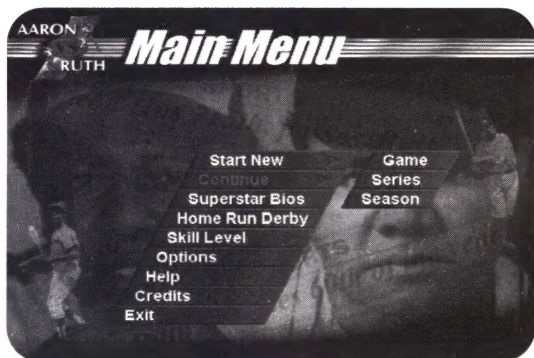 AARON
RUTH
Main Menu
Start New
Continue
Superstar Bios
Home Run Derby
Skill Level
Options
Help
Credits
Exit
Game
Series
Season